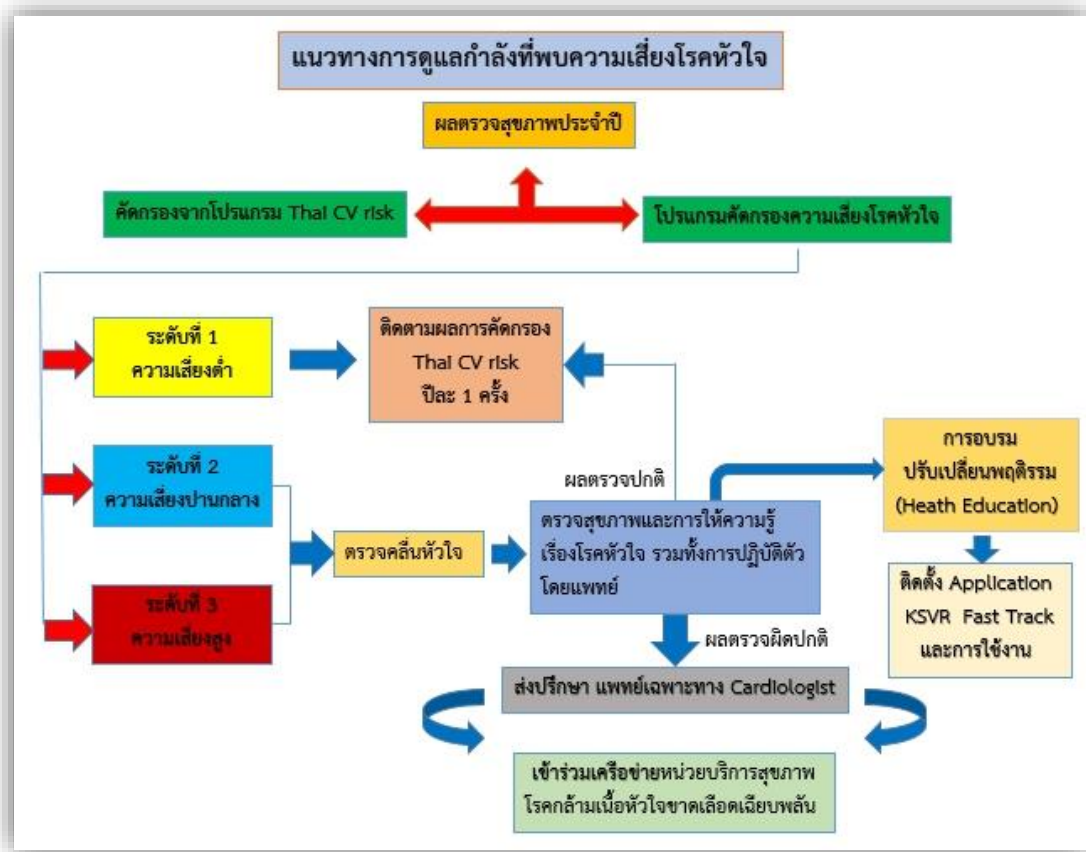 แนวทางการดูแลกำลังที่พบความเสี่ยงโรคหัวใจ
ผลตรวจสุขภาพประจำปี
คัดกรองจากโปรแกรม Thai CV risk
โปรแกรมคัดกรองความเสี่ยงโรคหัวใจ
ระดับที่ 1
ความเสี่ยงต่ำ
ติดตามผลการคัดกรอง
Thai CV risk
ปีละ 1 ครั้ง
ระดับที่ 2
ความเสี่ยงปานกลาง
ระดับที่ 3
ความเสี่ยงสูง
ตรวจคลื่นหัวใจ
ผลตรวจปกติ
ตรวจสุขภาพและการให้ความรู้
เรื่องโรคหัวใจ รวมทั้งการปฏิบัติตัว
โดยแพทย์
การอบรม
ปรับเปลี่ยนพฤติรรม
(Heath Education)
ติดตั้ง Application
KSVR Fast Track
และการใช้งาน
ผลตรวจผิดปกติ
ส่งปรึกษา แพทย์เฉพาะทาง Cardiologist
เข้าร่วมเครือข่ายหน่วยบริการสุขภาพ
โรคกล้ามเนื้อหัวใจขาดเลือดเฉียบพลัน